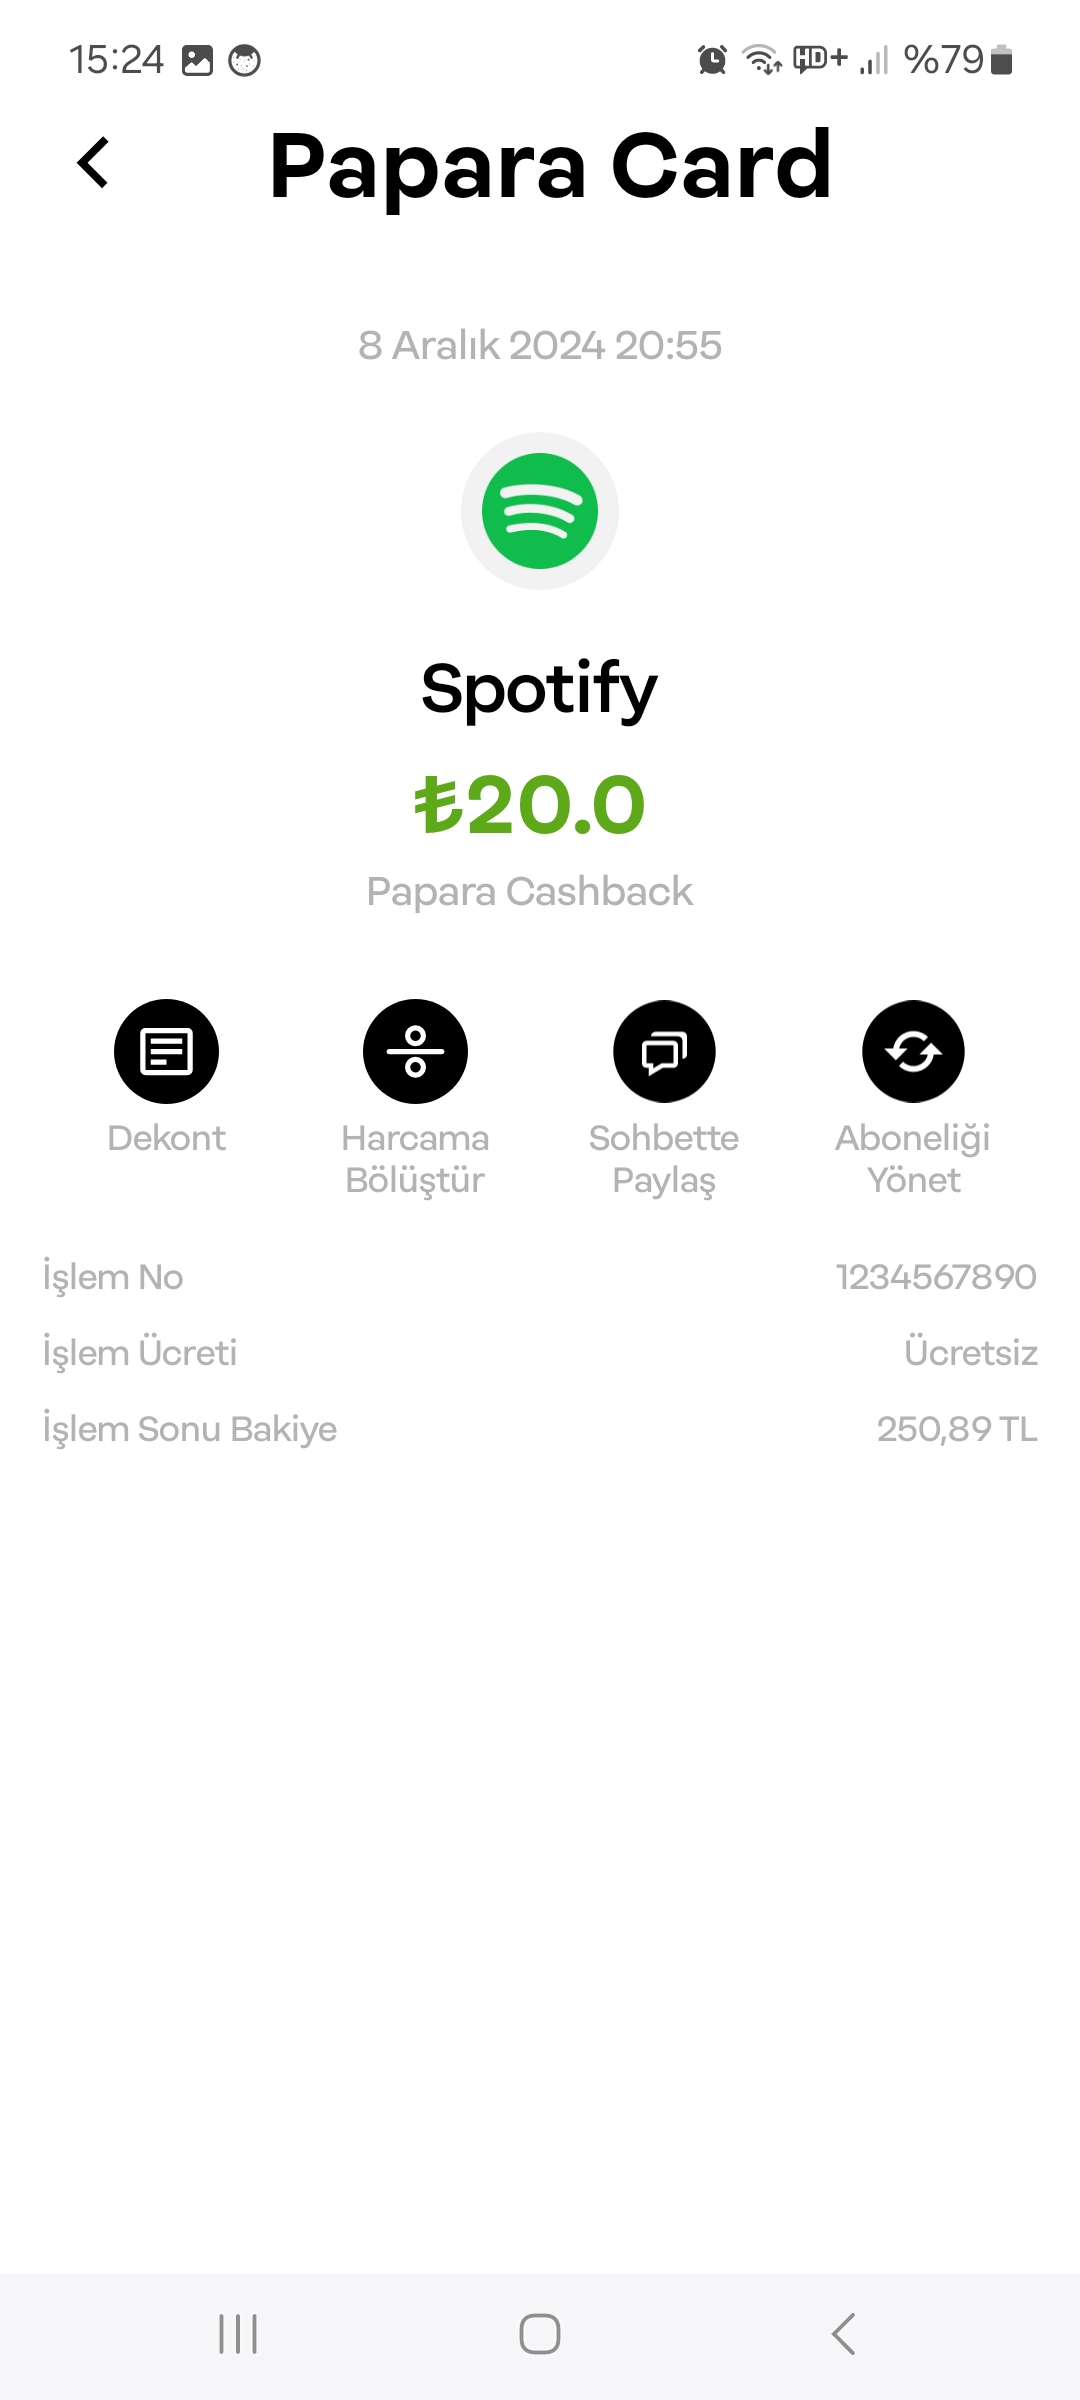 15:24 HD+ %79
Papara Card
8 Aralık 2024 20:55
Spotify
₺20.0
Papara Cashback
Dekont
Harcama
Bölüştür
Sohbette
Paylaş
Aboneliği
Yönet
İşlem No 1234567890
İşlem Ücreti Ücretsiz
İşlem Sonu Bakiye 250,89 TL